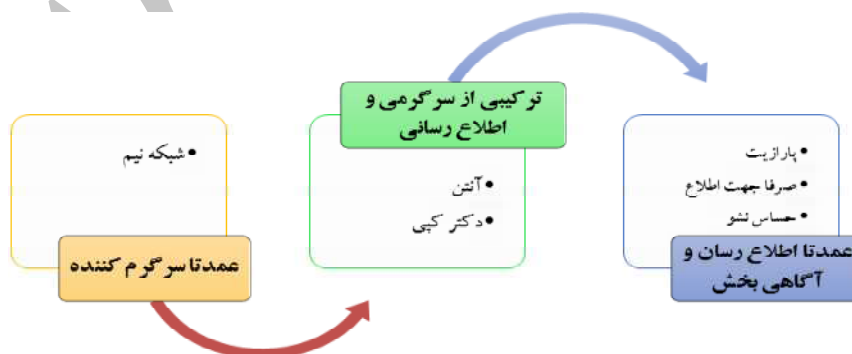 پارازیت
صرفا جهت اطلاع
حساس نشو
عمدتا اطلاع رسان و
آگاهی بخش
ترکیبی از سرگرمی و
اطلاع رسانی
آنتن
دکتر کپی
شبکه نیم
عمدتا سرگرم کننده